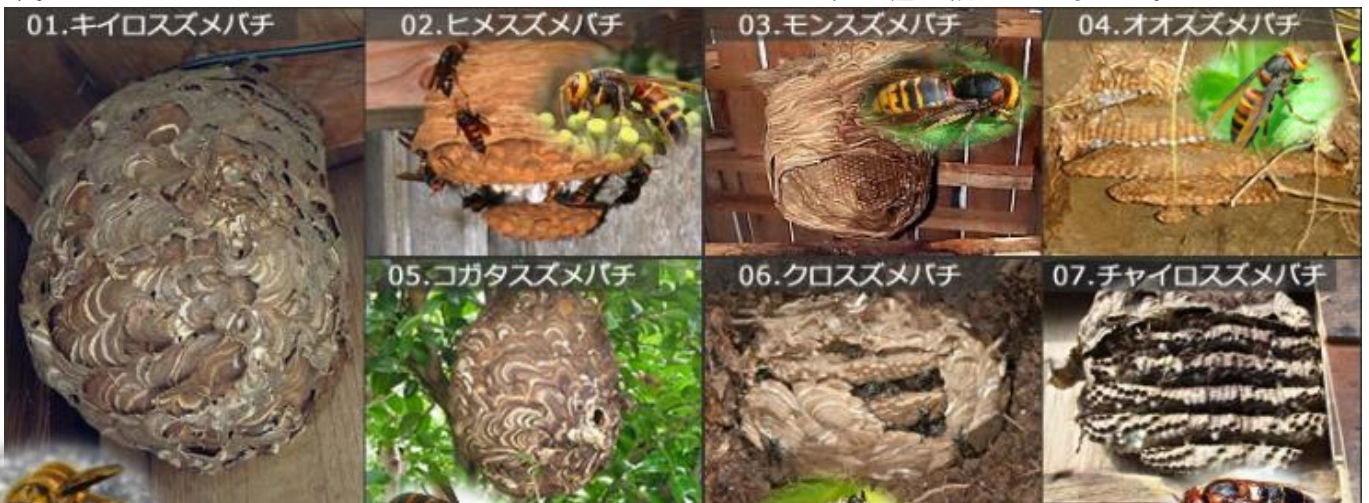 01.キイロスズメバチ
02.ヒメスズメバチ
03.モンスズメバチ
04.オオスズメバチ
05.コガタスズメバチ
06.クロスズメバチ
07.チャイロスズメバチ